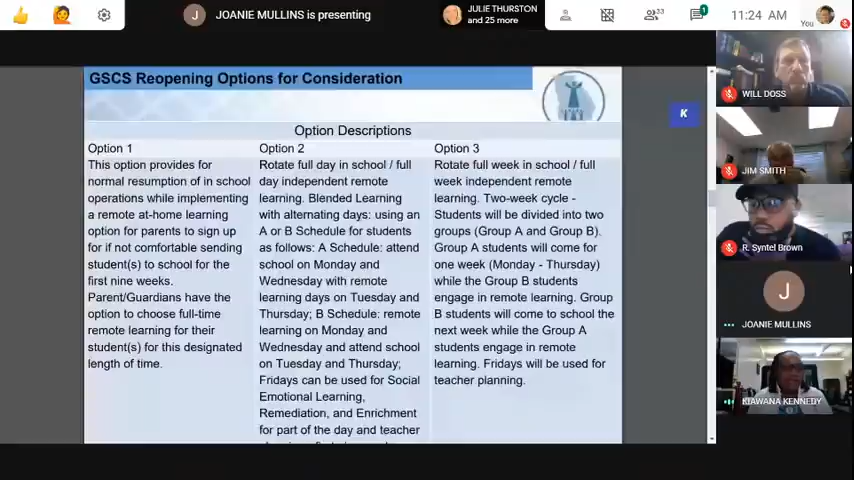 JOANIE MULLINS is presenting
JULIE THURSTON
and 25 more
33
1
11:24 AM
You
GSCS Reopening Options for Consideration
K
Option Descriptions
Option 1
This option provides for
normal resumption of in school
operations while implementing
a remote at-home learning
option for parents to sign up
for if not comfortable sending
student(s) to school for the
first nine weeks.
Parent/Guardians have the
option to choose full-time
remote learning for their
student(s) for this designated
length of time.
Option 2
Rotate full day in school / full
day independent remote
learning. Blended Learning
with alternating days: using an
A or B Schedule for students
as follows: A Schedule: attend
school on Monday and
Wednesday with remote
learning days on Tuesday and
Thursday; B Schedule: remote
learning on Monday and
Wednesday and attend school
on Tuesday and Thursday;
Fridays can be used for Social
Emotional Learning,
Remediation, and Enrichment
for part of the day and teacher
Option 3
Rotate full week in school / full
week independent remote
learning. Two-week cycle -
Students will be divided into two
groups (Group A and Group B).
Group A students will come for
one week (Monday - Thursday)
while the Group B students
engage in remote learning. Group
B students will come to school the
next week while the Group A
students engage in remote
learning. Fridays will be used for
teacher planning.
WILL DOSS
JIM SMITH
R. Syntel Brown
J
JOANIE MULLINS
KIAWANA KENNEDY